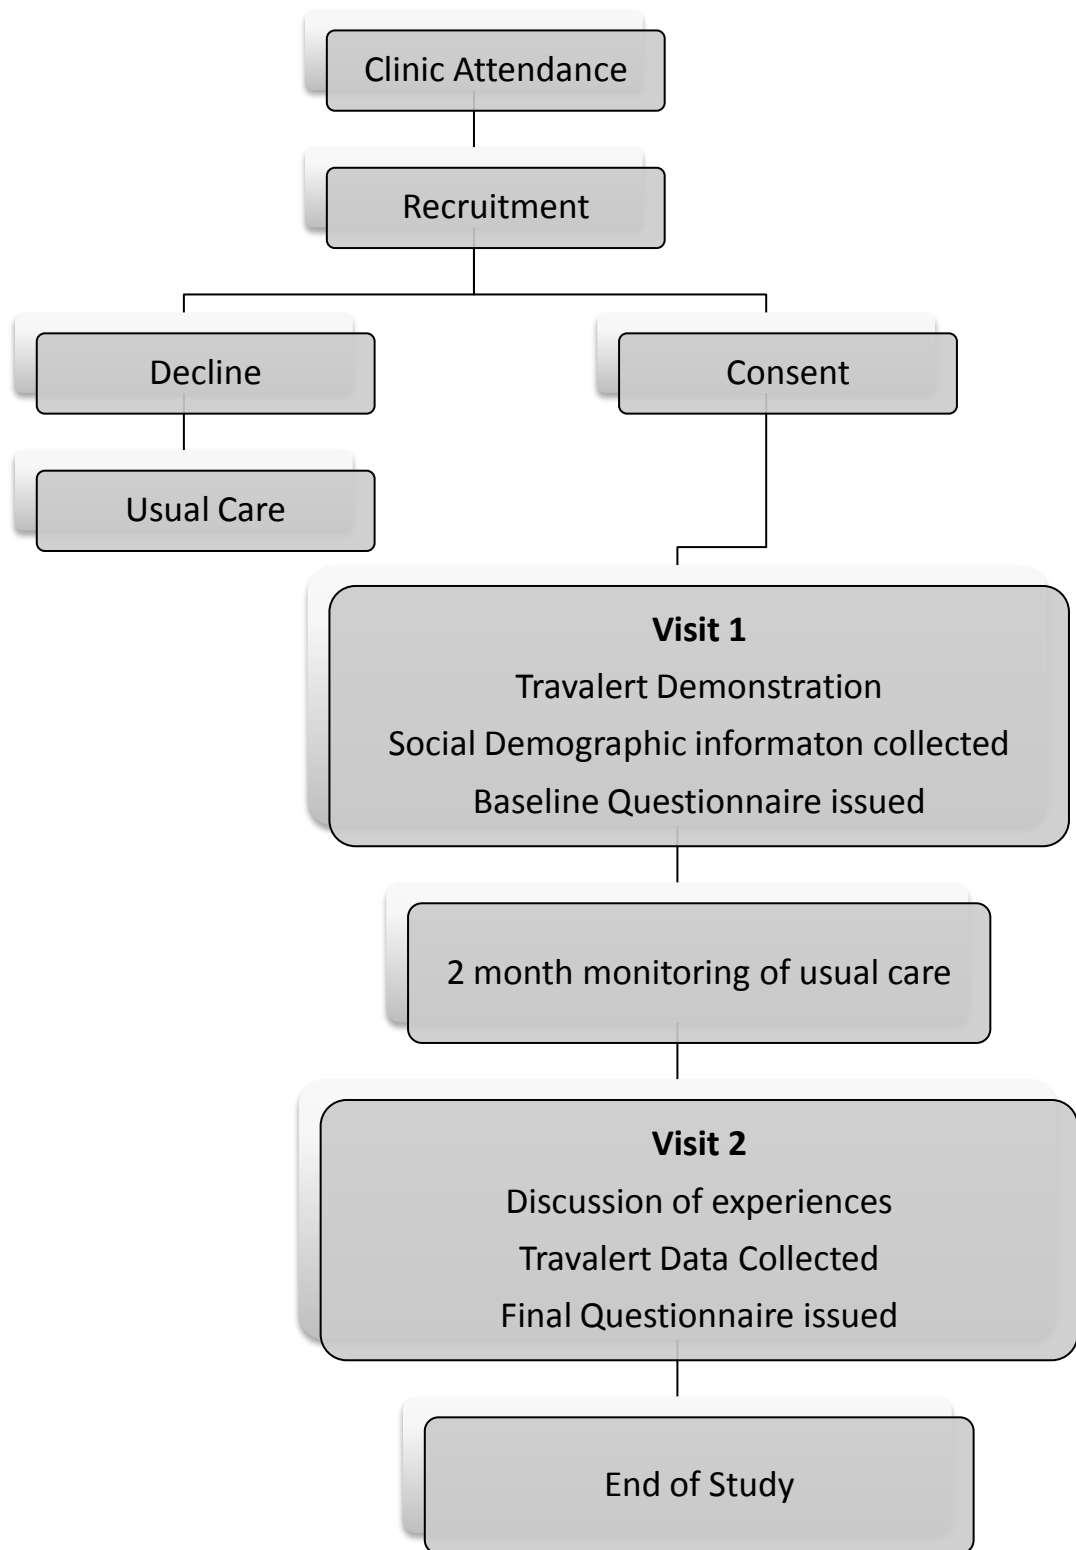 Clinic Attendance
Recruitment
Decline
Consent
Usual Care
Visit 1
Travalert Demonstration
Social Demographic informaton collected
Baseline Questionnaire issued
2 month monitoring of usual care
Visit 2
Discussion of experiences
Travalert Data Collected
Final Questionnaire issued
End of Study